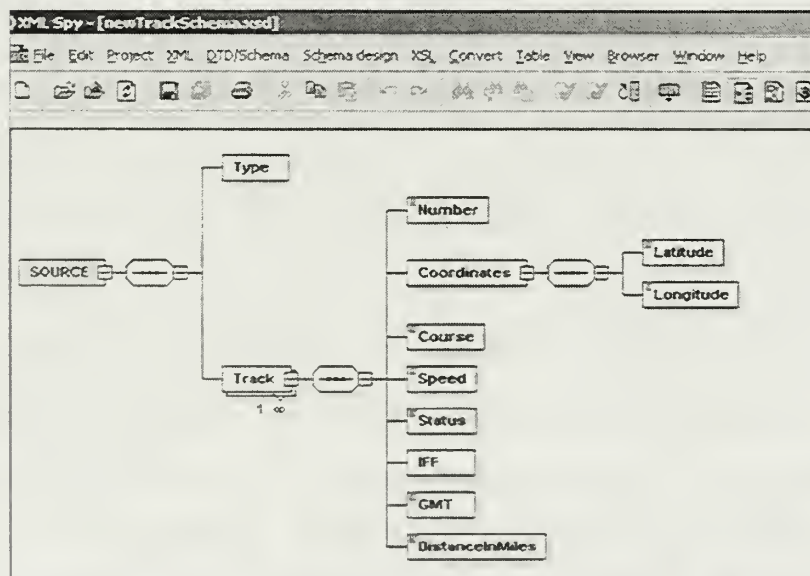 XML Spy - [newTrackSchema.xsd]
File Edit Project XML DTD/Schema Schema design XSL Convert Table View Browser Window Help
Type
Number
Latitude
SOURCE
Coordinates
Longitude
Course
Track
Speed
1 ∞
Status
IFF
GMT
DistanceInMiles